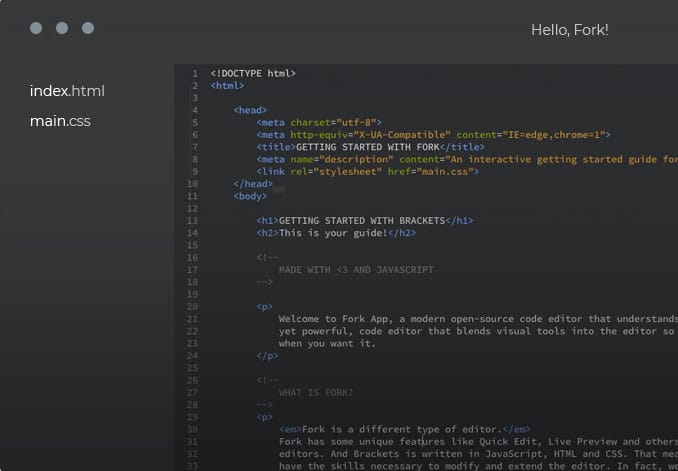 Hello, Fork!
index.html
main.css
1 <!DOCTYPE html>
2 <html>
3
4 <head>
5 <meta charset="utf-8">
6 <meta http-equiv="X-UA-Compatible" content="IE=edge,chrome=1">
7 <title>GETTING STARTED WITH FORK</title>
8 <meta name="description" content="An interactive getting started guide for
9 <link rel="stylesheet" href="main.css">
10 </head>
11 <body>
12
13 <h1>GETTING STARTED WITH BRACKETS</h1>
14 <h2>This is your guide!</h2>
15
16 <!--
17 MADE WITH <3 AND JAVASCRIPT
18 -->
19
20 <p>
21 Welcome to Fork App, a modern open-source code editor that understands
22 yet powerful, code editor that blends visual tools into the editor so
23 when you want it.
24 </p>
25
26 <!--
27 WHAT IS FORK?
28 -->
29 <p>
30 <em>Fork is a different type of editor.</em>
31 Fork has some unique features like Quick Edit, Live Preview and others
32 editors. And Brackets is written in JavaScript, HTML and CSS. That mea
33 have the skills necessary to modify and extend the editor. In fact, we